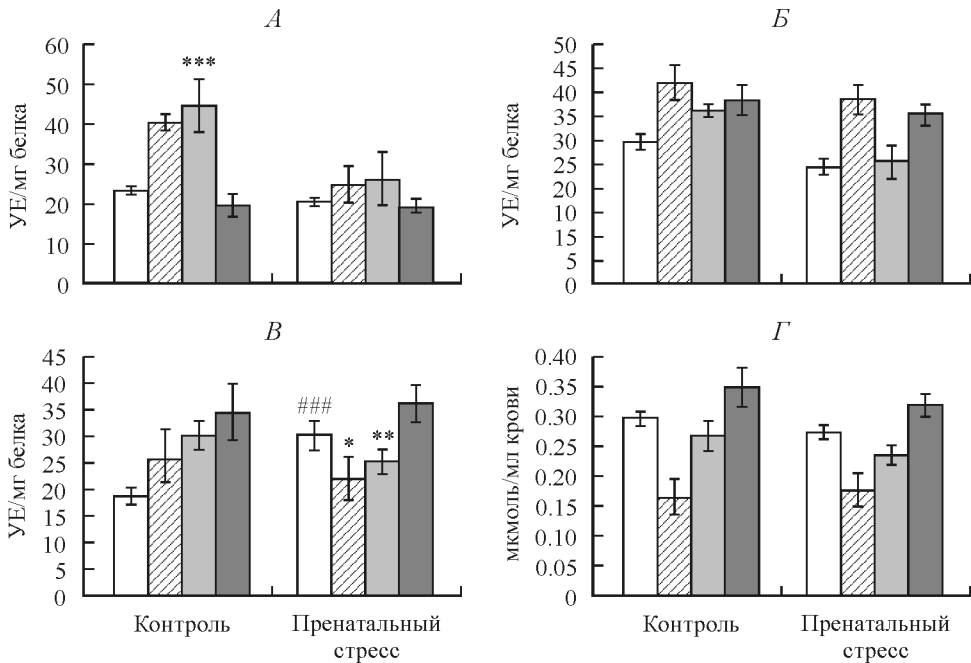 А
60
50
40
30
20
10
0
УЕ/мг белка
***
Б
50
45
40
35
30
25
20
15
10
5
0
УЕ/мг белка
В
45
40
35
30
25
20
15
10
5
0
УЕ/мг белка
###
*
**
Контроль
Пренатальный
стресс
Г
0.40
0.35
0.30
0.25
0.20
0.15
0.10
0.05
0
мкмоль/мл крови
Контроль
Пренатальный
стресс